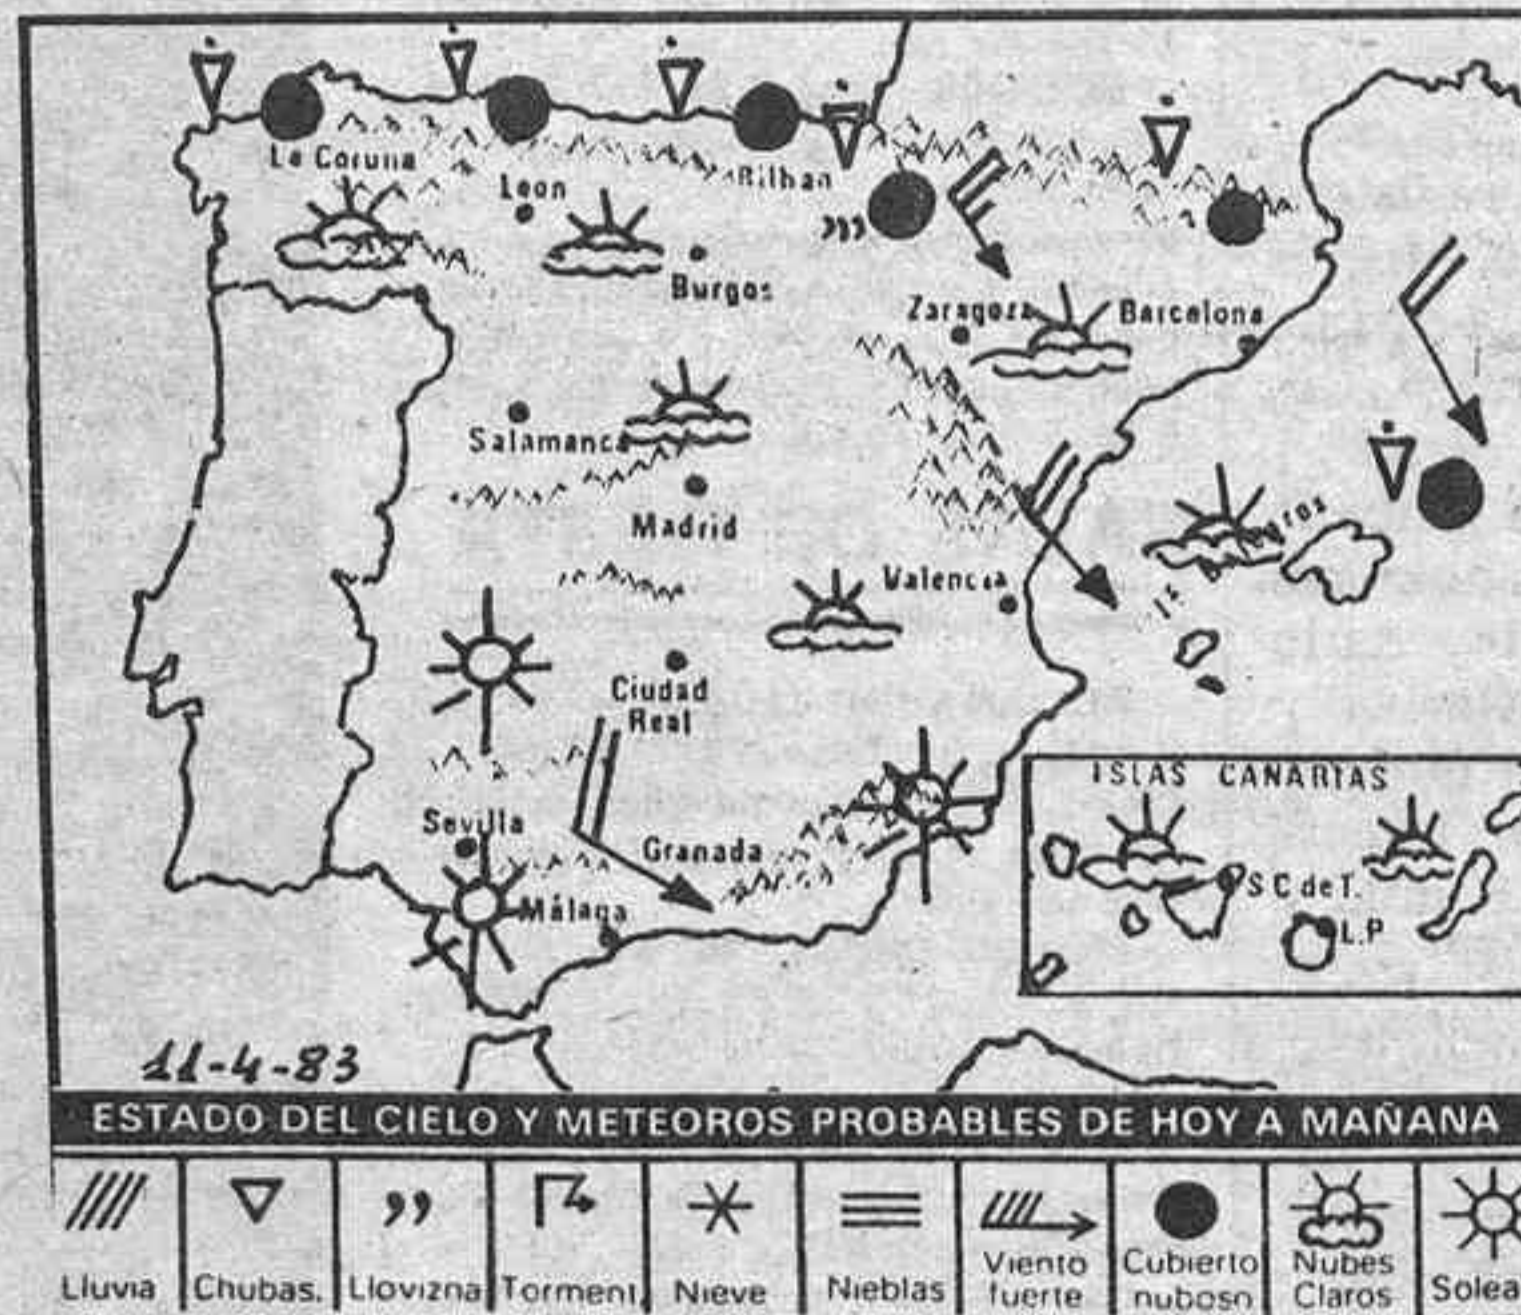 La Coruña
Leon
Bilbao
Burgos
Zaragoza
Barcelona
Salamanca
Madrid
Valencia
Ciudad
Real
ISLAS CANARIAS
Sevilla
Granada
S C de T.
Málaga
L.P
11-4-83
ESTADO DEL CIELO Y METEOROS PROBABLES DE HOY A MAÑANA
Lluvia
Chubas.
Llovizna
Torment.
Nieve
Nieblas
Viento
fuerte
Cubierto
nuboso
Nubes
Claros
Solea